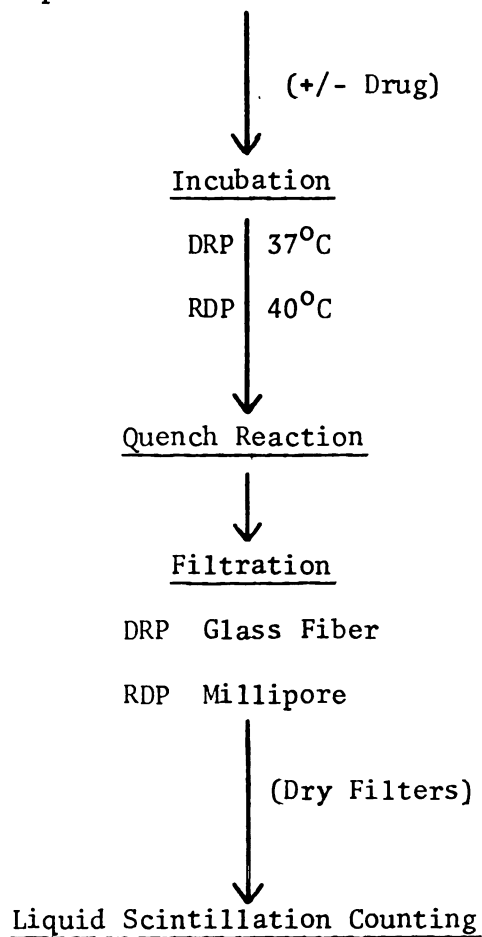 (+/- Drug)
Incubation
DRP 37°C
RDP 40°C
Quench Reaction
Filtration
DRP Glass Fiber
RDP Millipore
(Dry Filters)
Liquid Scintillation Counting